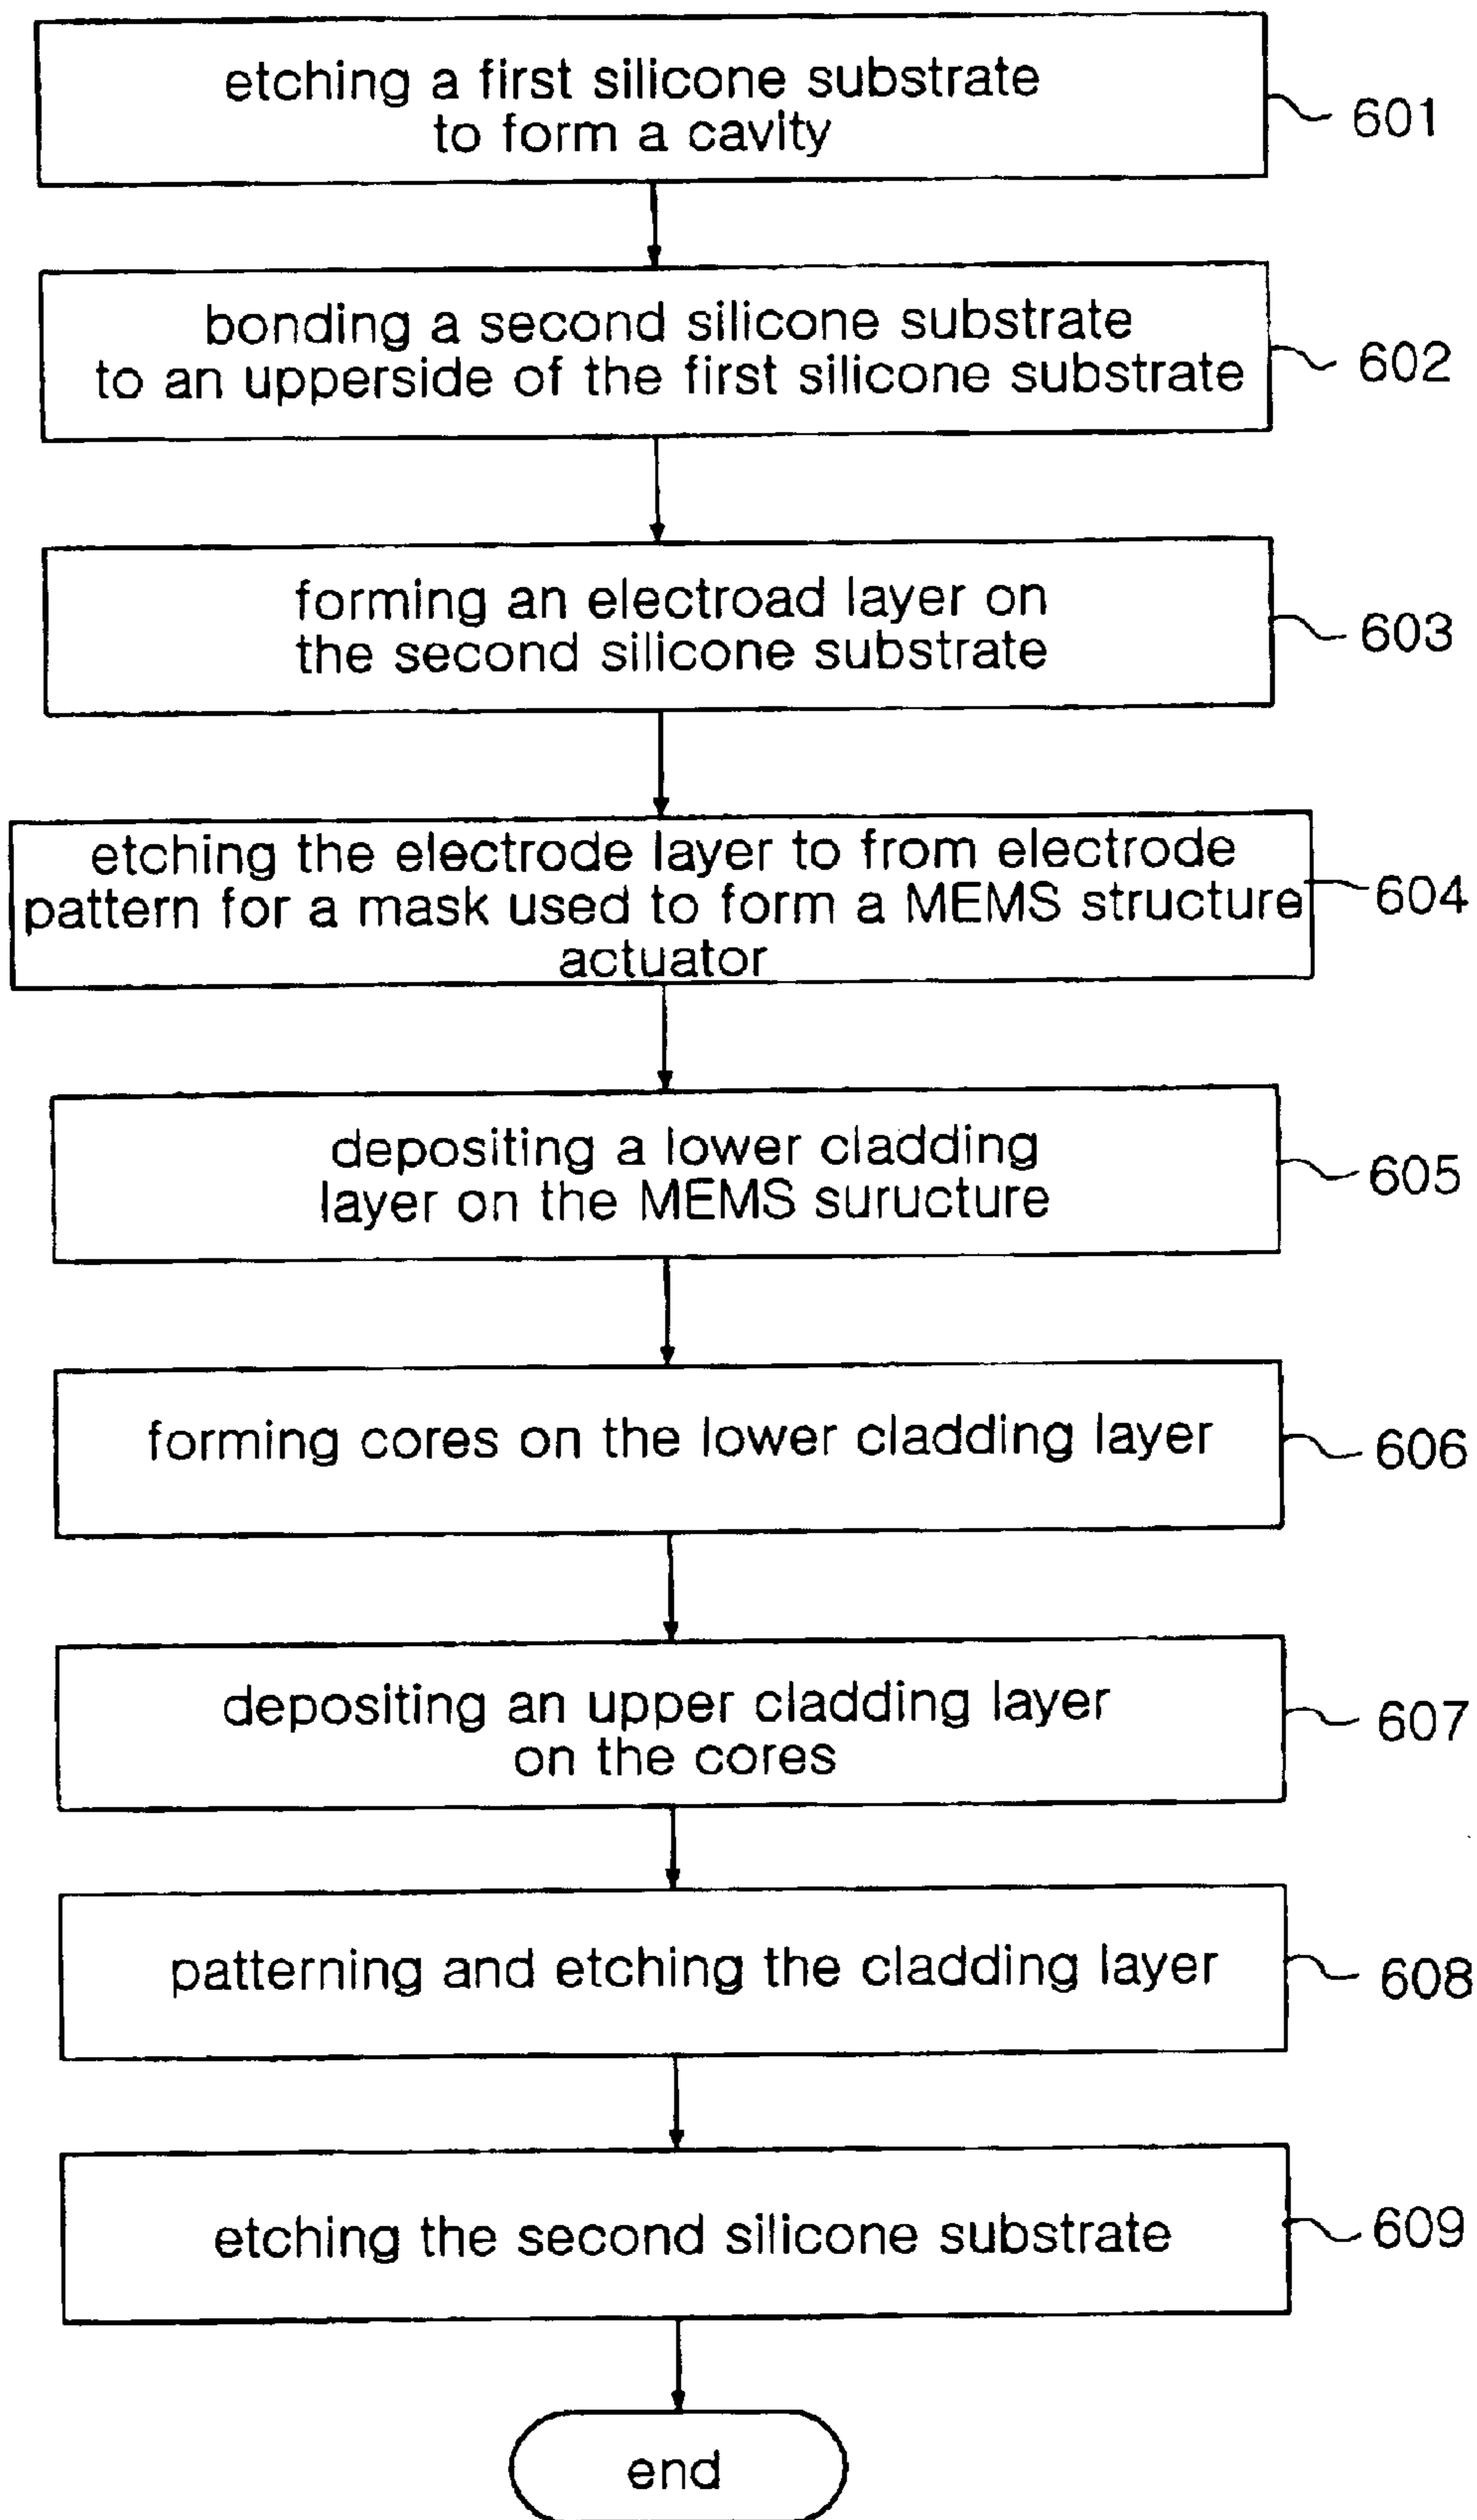 etching a first silicone substrate
to form a cavity
601
bonding a second silicone substrate
to an upperside of the first silicone substrate
602
forming an electroad layer on
the second silicone substrate
603
etching the electrode layer to from electrode
pattern for a mask used to form a MEMS structure
actuator
604
depositing a lower cladding
layer on the MEMS suructure
605
forming cores on the lower cladding layer
606
depositing an upper cladding layer
on the cores
607
patterning and etching the cladding layer
608
etching the second silicone substrate
609
end